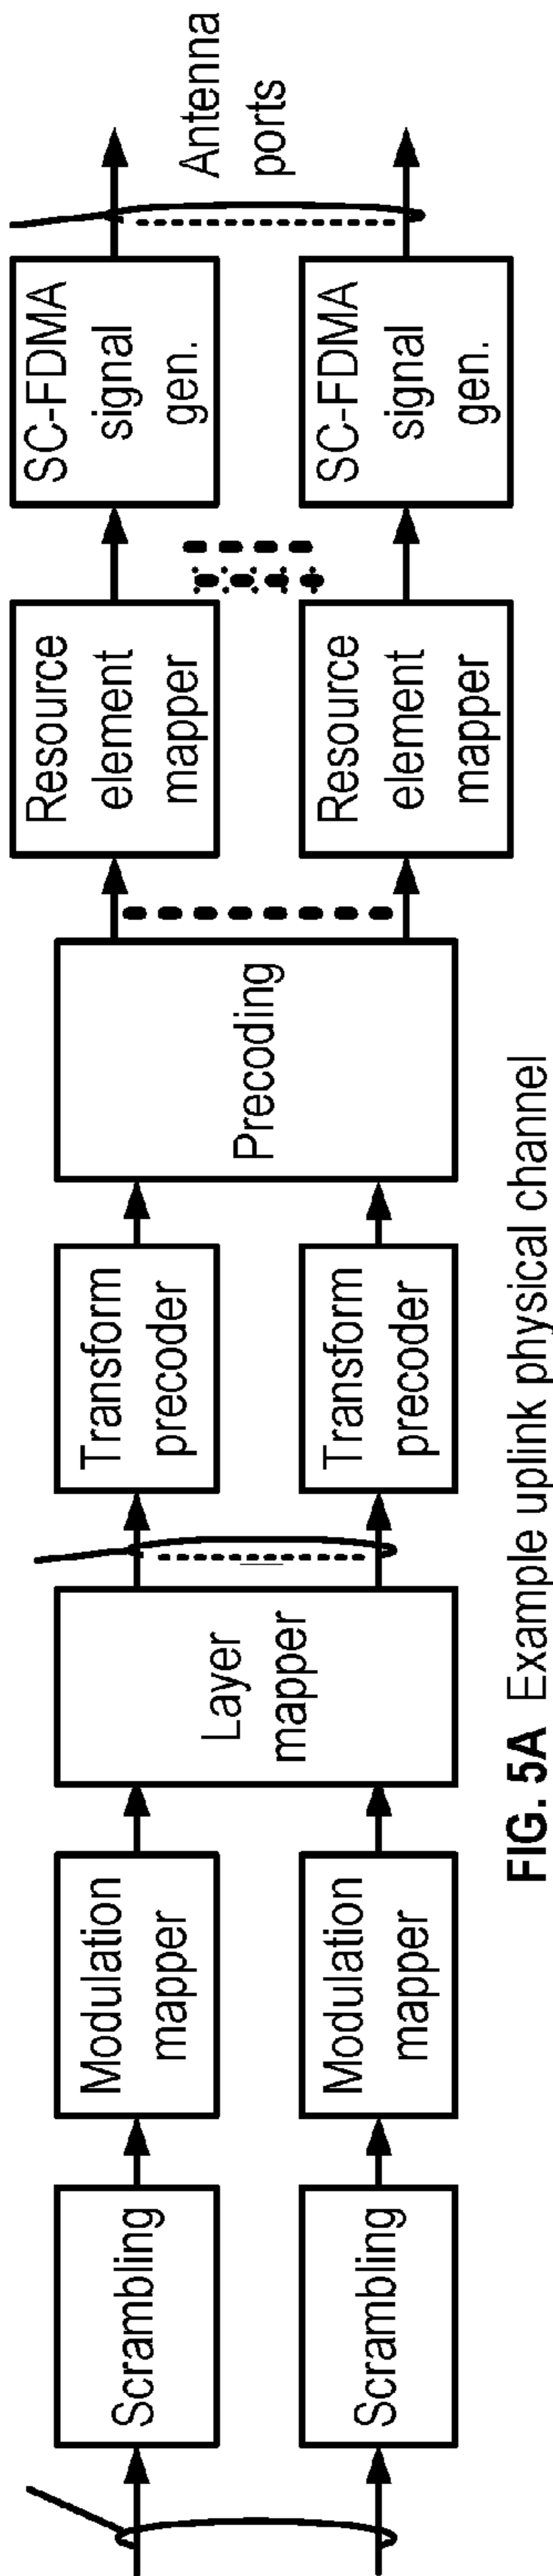 Scrambling
Modulation
mapper
Layer
mapper
Transform
precoder
Precoding
Resource
element
mapper
SC-FDMA
signal
gen.
Antenna
ports
Scrambling
Modulation
mapper
Transform
precoder
Resource
element
mapper
SC-FDMA
signal
gen.
FIG. 5A Example uplink physical channel